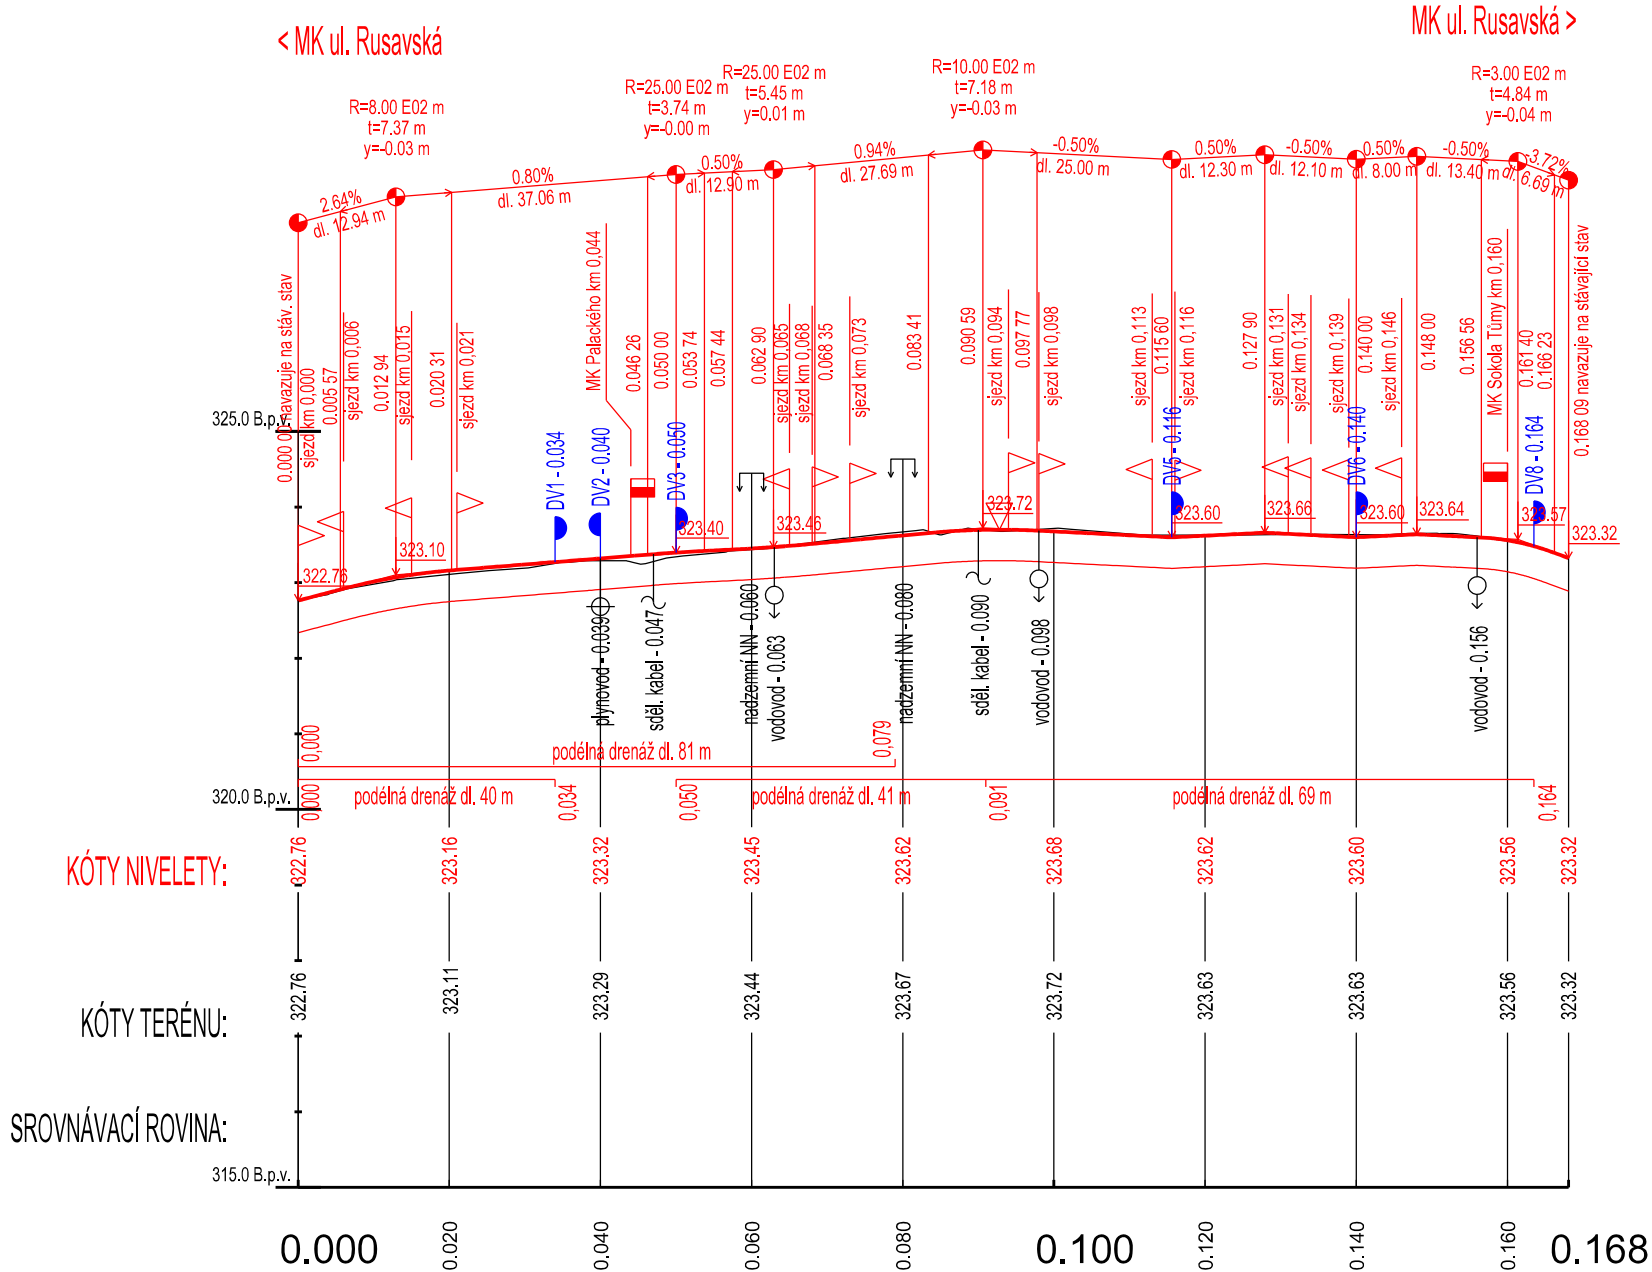 < MK ul. Rusavská
MK ul. Rusavská >
R=8.00 E02 m
t=7.37 m
y=-0.03 m
R=25.00 E02 m
t=3.74 m
y=-0.00 m
R=25.00 E02 m
t=5.45 m
y=0.01 m
R=10.00 E02 m
t=7.18 m
y=-0.03 m
R=3.00 E02 m
t=4.84 m
y=-0.04 m
2.64%
dl. 12.94 m
0.80%
dl. 37.06 m
0.50%
dl. 12.90 m
0.94%
dl. 27.69 m
-0.50%
dl. 25.00 m
0.50%
dl. 12.30 m
-0.50%
dl. 12.10 m
0.50%
dl. 8.00 m
-0.50%
dl. 13.40 m
-3.72%
dl. 6.69 m
0.000 00 navazuje na stáv. stav
sjezd km 0,000
0.005 57
sjezd km 0,006
0.012 94
sjezd km 0,015
0.020 31
sjezd km 0,021
MK Palackého km 0,044
0.046 26
0.050 00
0.053 74
0.057 44
0.062 90
sjezd km 0,065
sjezd km 0,068
0.068 35
sjezd km 0,073
0.083 41
0.090 59
sjezd km 0,094
0.097 77
sjezd km 0,098
sjezd km 0,113
0.115 60
sjezd km 0,116
0.127 90
sjezd km 0,131
sjezd km 0,134
sjezd km 0,139
0.140 00
sjezd km 0,146
0.148 00
0.156 56
MK Sokola Tůmy km 0,160
0.161 40
0.166 23
0.168 09 navazuje na stávající stav
325.0 B.p.v.
DV1 - 0.034
DV2 - 0.040
DV3 - 0.050
DV5 - 0.116
DV6 - 0.140
DV8 - 0.164
322.76
323.10
323.40
323.46
323.72
323.60
323.66
323.60
323.64
323.57
323.32
plynovod - 0.039
sděl. kabel - 0.047
nadzemní NN - 0.060
vodovod - 0.063
nadzemní NN - 0.080
sděl. kabel - 0.090
vodovod - 0.098
vodovod - 0.156
0,000
podélná drenáž dl. 81 m
0,079
320.0 B.p.v.
0,000
podélná drenáž dl. 40 m
0,034
0,050
podélná drenáž dl. 41 m
0,091
podélná drenáž dl. 69 m
0,164
KÓTY NIVELETY:
322.76
323.16
323.32
323.45
323.62
323.68
323.62
323.60
323.56
323.32
KÓTY TERÉNU:
322.76
323.11
323.29
323.44
323.67
323.72
323.63
323.63
323.56
323.32
SROVNÁVACÍ ROVINA:
315.0 B.p.v.
0.000
0.020
0.040
0.060
0.080
0.100
0.120
0.140
0.160
0.168